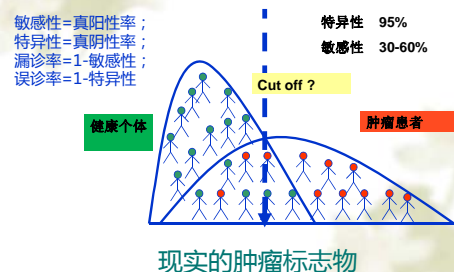 敏感性=真阳性率；
特异性=真阴性率；
漏诊率=1-敏感性；
误诊率=1-特异性
特异性 95%
敏感性 30-60%
Cut off ?
健康个体
肿瘤患者
现实的肿瘤标志物